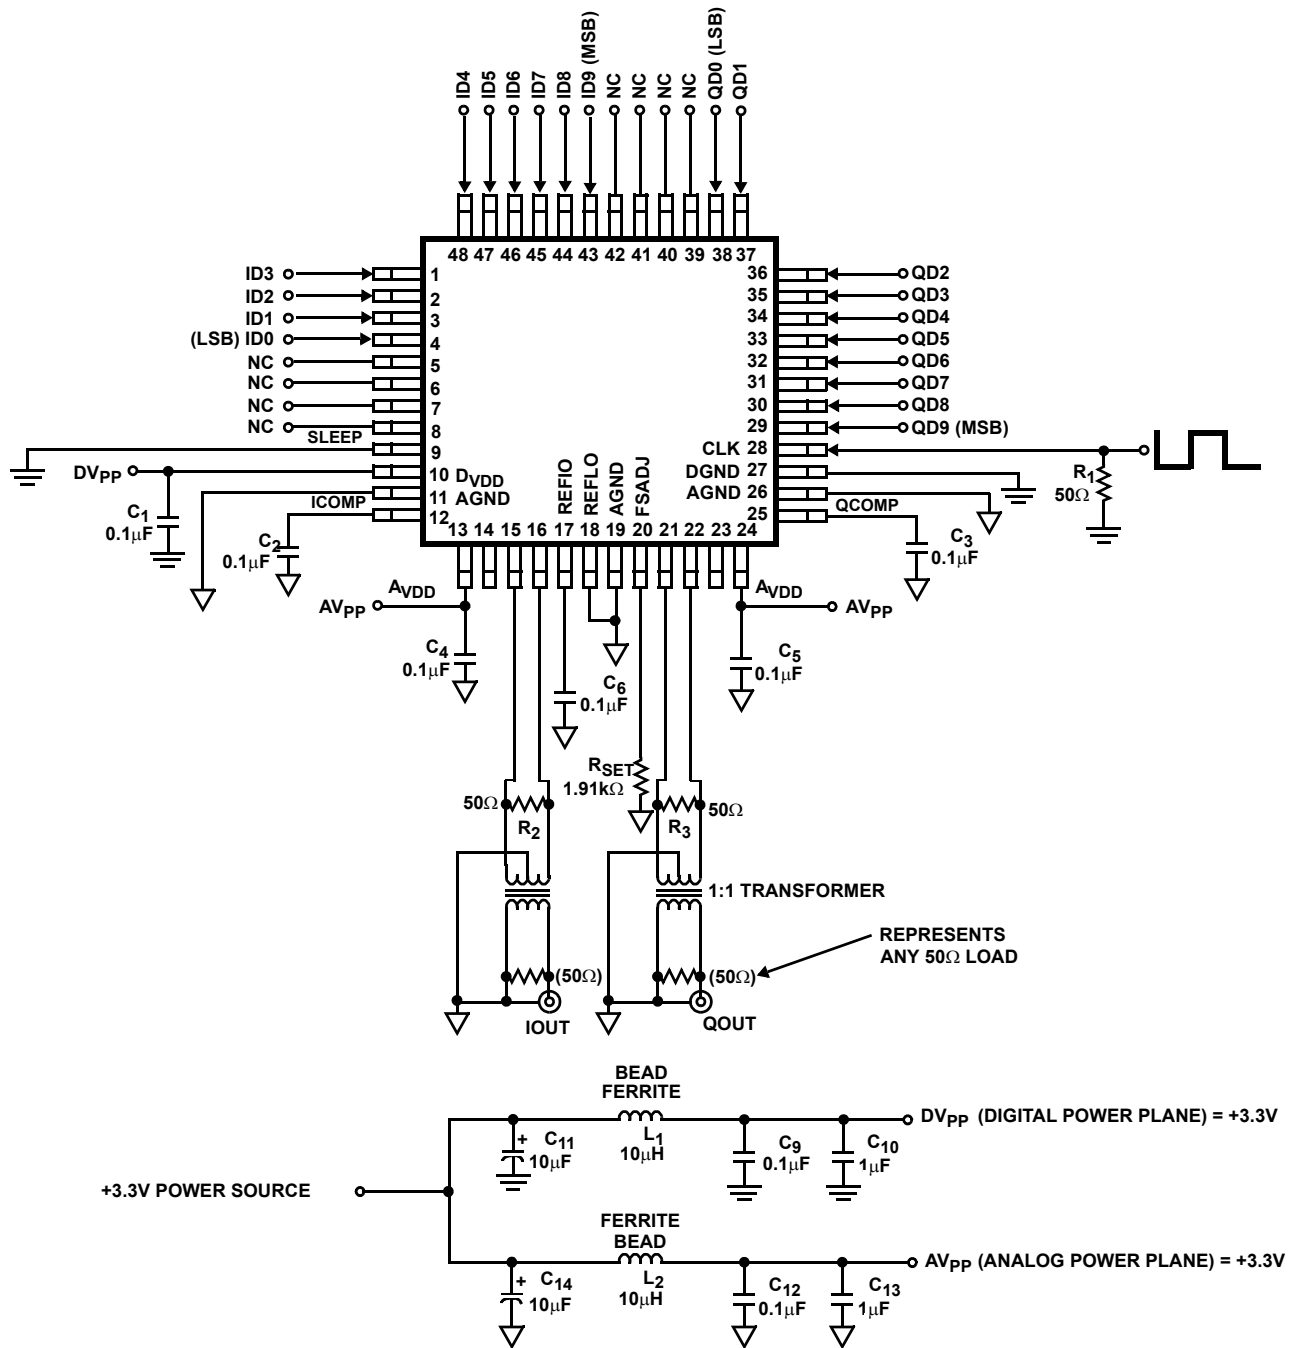 ID4
ID5
ID6
ID7
ID8
ID9 (MSB)
NC
NC
NC
NC
QD0 (LSB)
QD1
48 47 46 45 44 43 42 41 40 39 38 37
ID3
ID2
ID1
(LSB) ID0
NC
NC
NC
NC
SLEEP
DVPP
ICOMP
1
2
3
4
5
6
7
8
9
10 DVDD
11 AGND
12
36
35
34
33
32
31
30
29
CLK 28
DGND 27
AGND 26
25
QD2
QD3
QD4
QD5
QD6
QD7
QD8
QD9 (MSB)
R1
50Ω
QCOMP
REFIO
REFLO
AGND
FSADJ
13 14 15 16 17 18 19 20 21 22 23 24
C1
0.1μF
C2
0.1μF
C3
0.1μF
AVDD
AVPP
AVDD
AVPP
C4
0.1μF
C6
0.1μF
C5
0.1μF
RSET
1.91kΩ
50Ω
R2
R3
50Ω
1:1 TRANSFORMER
REPRESENTS
ANY 50Ω LOAD
(50Ω)
(50Ω)
IOUT
QOUT
BEAD
FERRITE
L1
10μH
C11
+
10μF
C9
0.1μF
C10
1μF
DVPP (DIGITAL POWER PLANE) = +3.3V
+3.3V POWER SOURCE
FERRITE
BEAD
L2
10μH
C14
+
10μF
C12
0.1μF
C13
1μF
AVPP (ANALOG POWER PLANE) = +3.3V